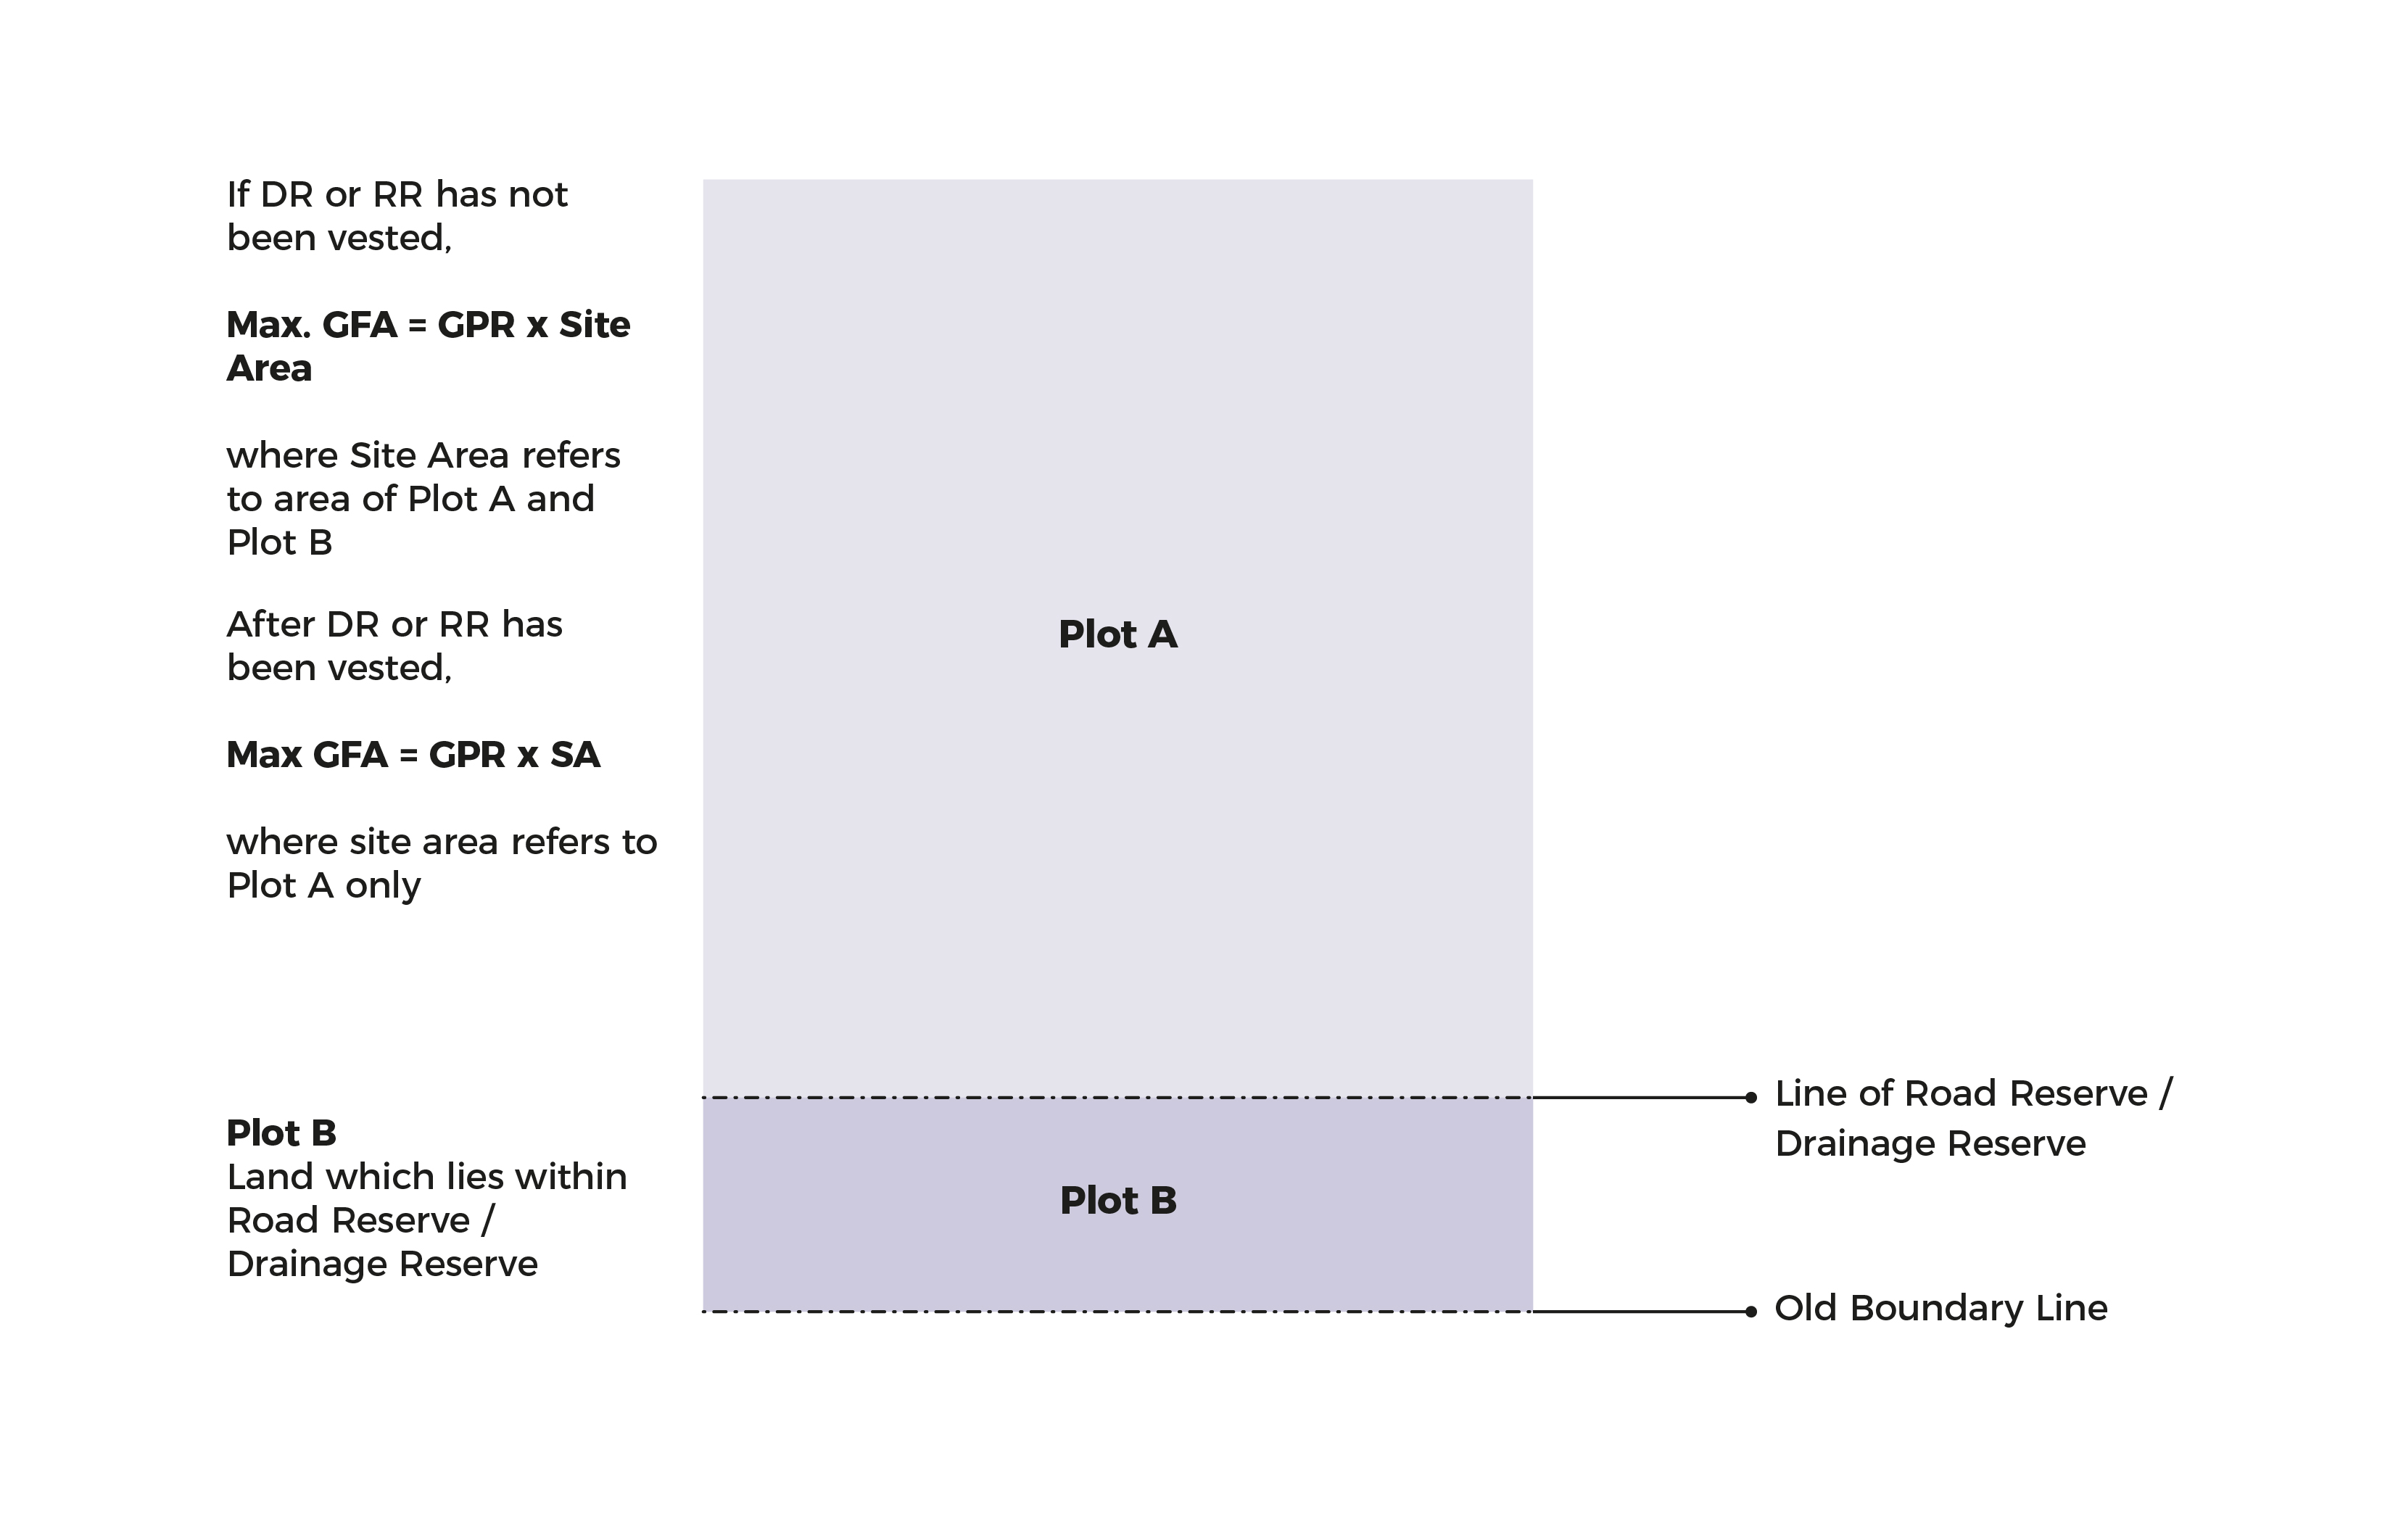 If DR or RR has not
been vested,
Max. GFA = GPR x Site
Area
where Site Area refers
to area of Plot A and
Plot B
After DR or RR has
been vested,
Max GFA = GPR x SA
where site area refers to
Plot A only
Plot A
Plot B
Land which lies within
Road Reserve /
Drainage Reserve
Plot B
Line of Road Reserve /
Drainage Reserve
Old Boundary Line